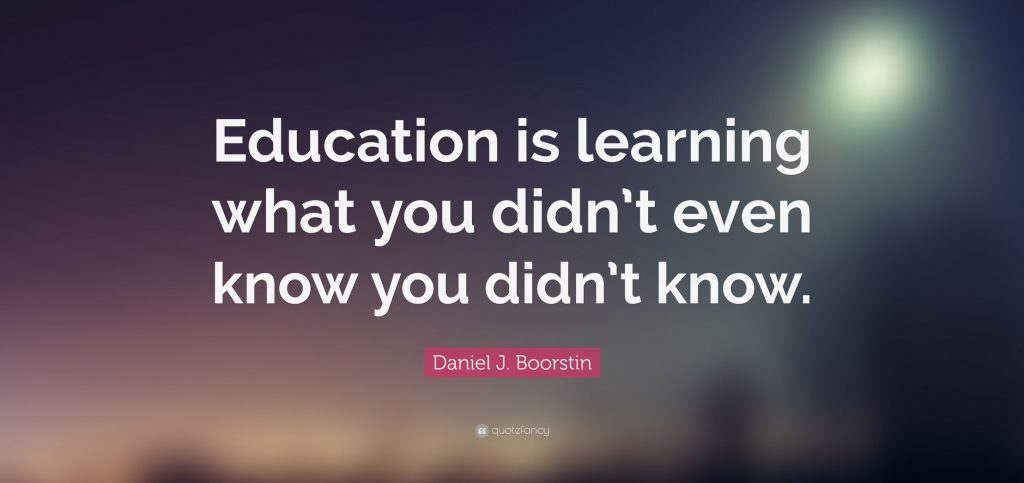 Education is learning
what you didn’t even
know you didn’t know.
Daniel J. Boorstin
quotefancy